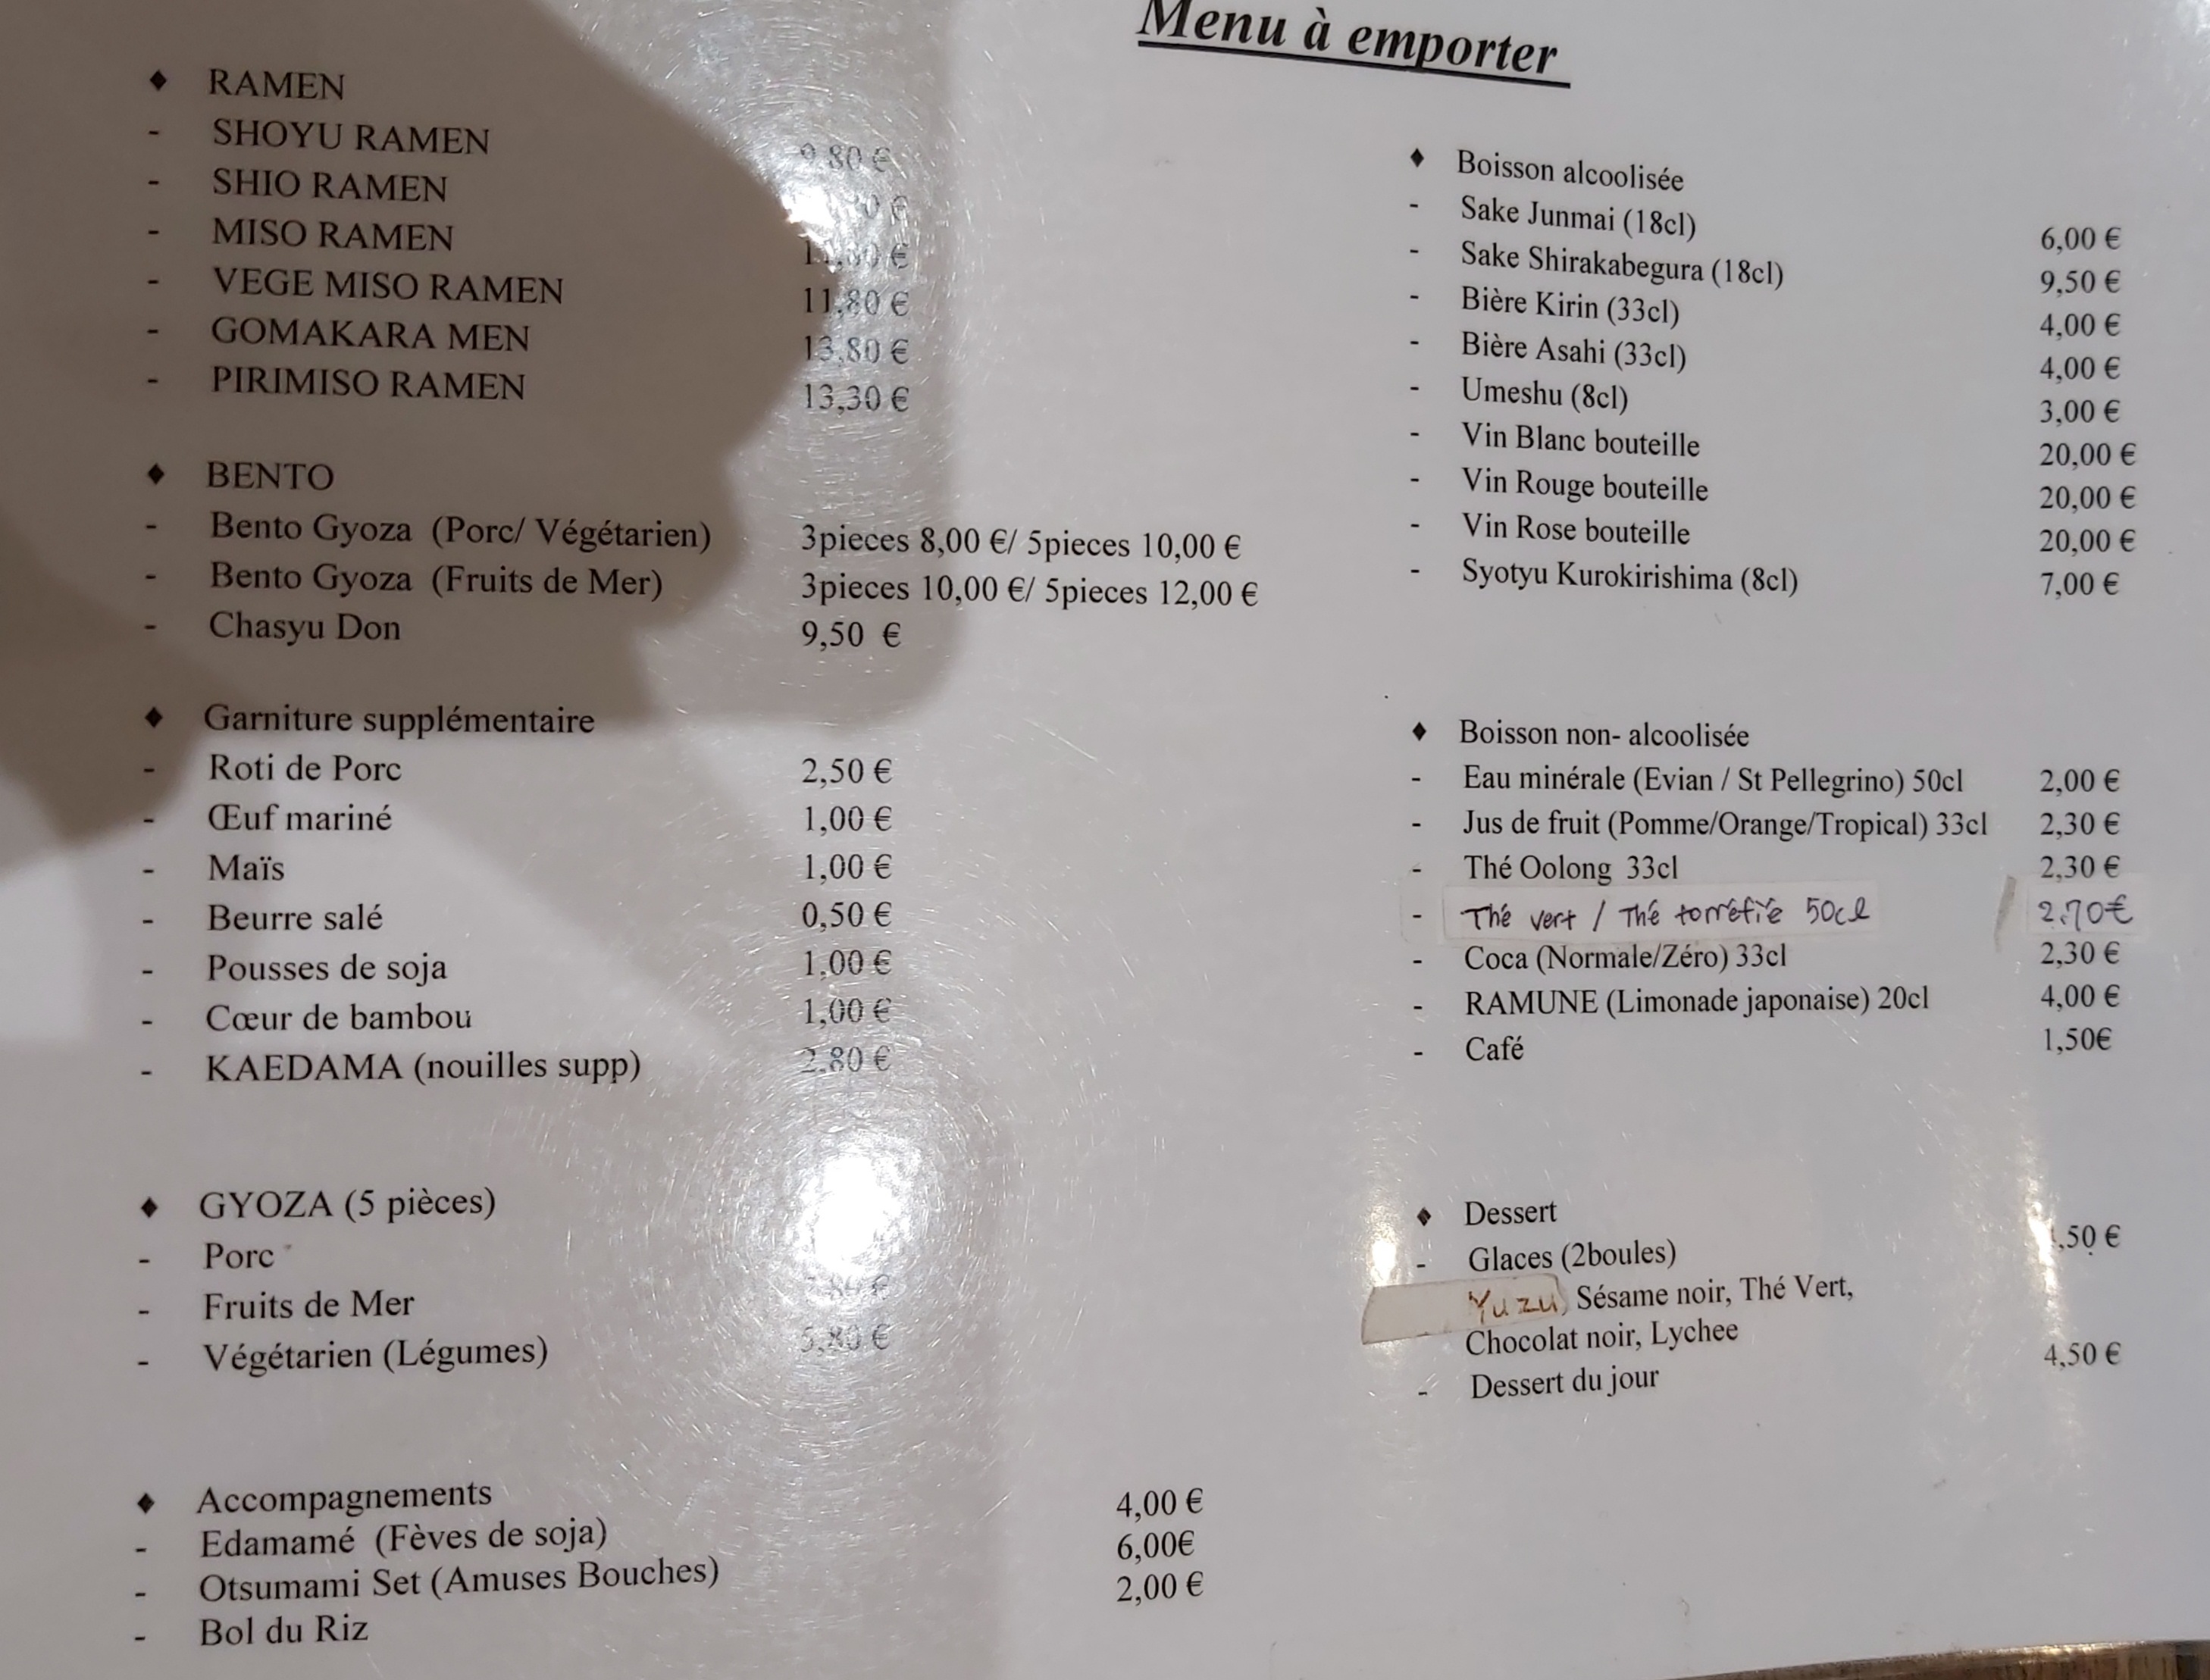 Menu à emporter
♦ RAMEN
- SHOYU RAMEN 9,80 €
- SHIO RAMEN
- MISO RAMEN 11,80 €
- VEGE MISO RAMEN 11,80 €
- GOMAKARA MEN 13,80 €
- PIRIMISO RAMEN 13,30 €
♦ BENTO
- Bento Gyoza (Porc/ Végétarien) 3pieces 8,00 €/ 5pieces 10,00 €
- Bento Gyoza (Fruits de Mer) 3pieces 10,00 €/ 5pieces 12,00 €
- Chasyu Don 9,50 €
♦ Garniture supplémentaire
- Roti de Porc 2,50 €
- Œuf mariné 1,00 €
- Maïs 1,00 €
- Beurre salé 0,50 €
- Pousses de soja 1,00 €
- Cœur de bambou 1,00 €
- KAEDAMA (nouilles supp) 2.80 €
♦ GYOZA (5 pièces)
- Porc
- Fruits de Mer
- Végétarien (Légumes) 5,80 €
♦ Accompagnements
- Edamamé (Fèves de soja) 4,00 €
- Otsumami Set (Amuses Bouches) 6,00€
- Bol du Riz 2,00 €
♦ Boisson alcoolisée
- Sake Junmai (18cl) 6,00 €
- Sake Shirakabegura (18cl) 9,50 €
- Bière Kirin (33cl) 4,00 €
- Bière Asahi (33cl) 4,00 €
- Umeshu (8cl) 3,00 €
- Vin Blanc bouteille 20,00 €
- Vin Rouge bouteille 20,00 €
- Vin Rose bouteille 20,00 €
- Syotyu Kurokirishima (8cl) 7,00 €
♦ Boisson non- alcoolisée
- Eau minérale (Evian / St Pellegrino) 50cl 2,00 €
- Jus de fruit (Pomme/Orange/Tropical) 33cl 2,30 €
- Thé Oolong 33cl 2,30 €
- Thé vert / Thé torréfié 50cl 2.70€
- Coca (Normale/Zéro) 33cl 2,30 €
- RAMUNE (Limonade japonaise) 20cl 4,00 €
- Café 1,50€
♦ Dessert
- Glaces (2boules)
Yuzu, Sésame noir, Thé Vert,
Chocolat noir, Lychee
- Dessert du jour 4,50 €